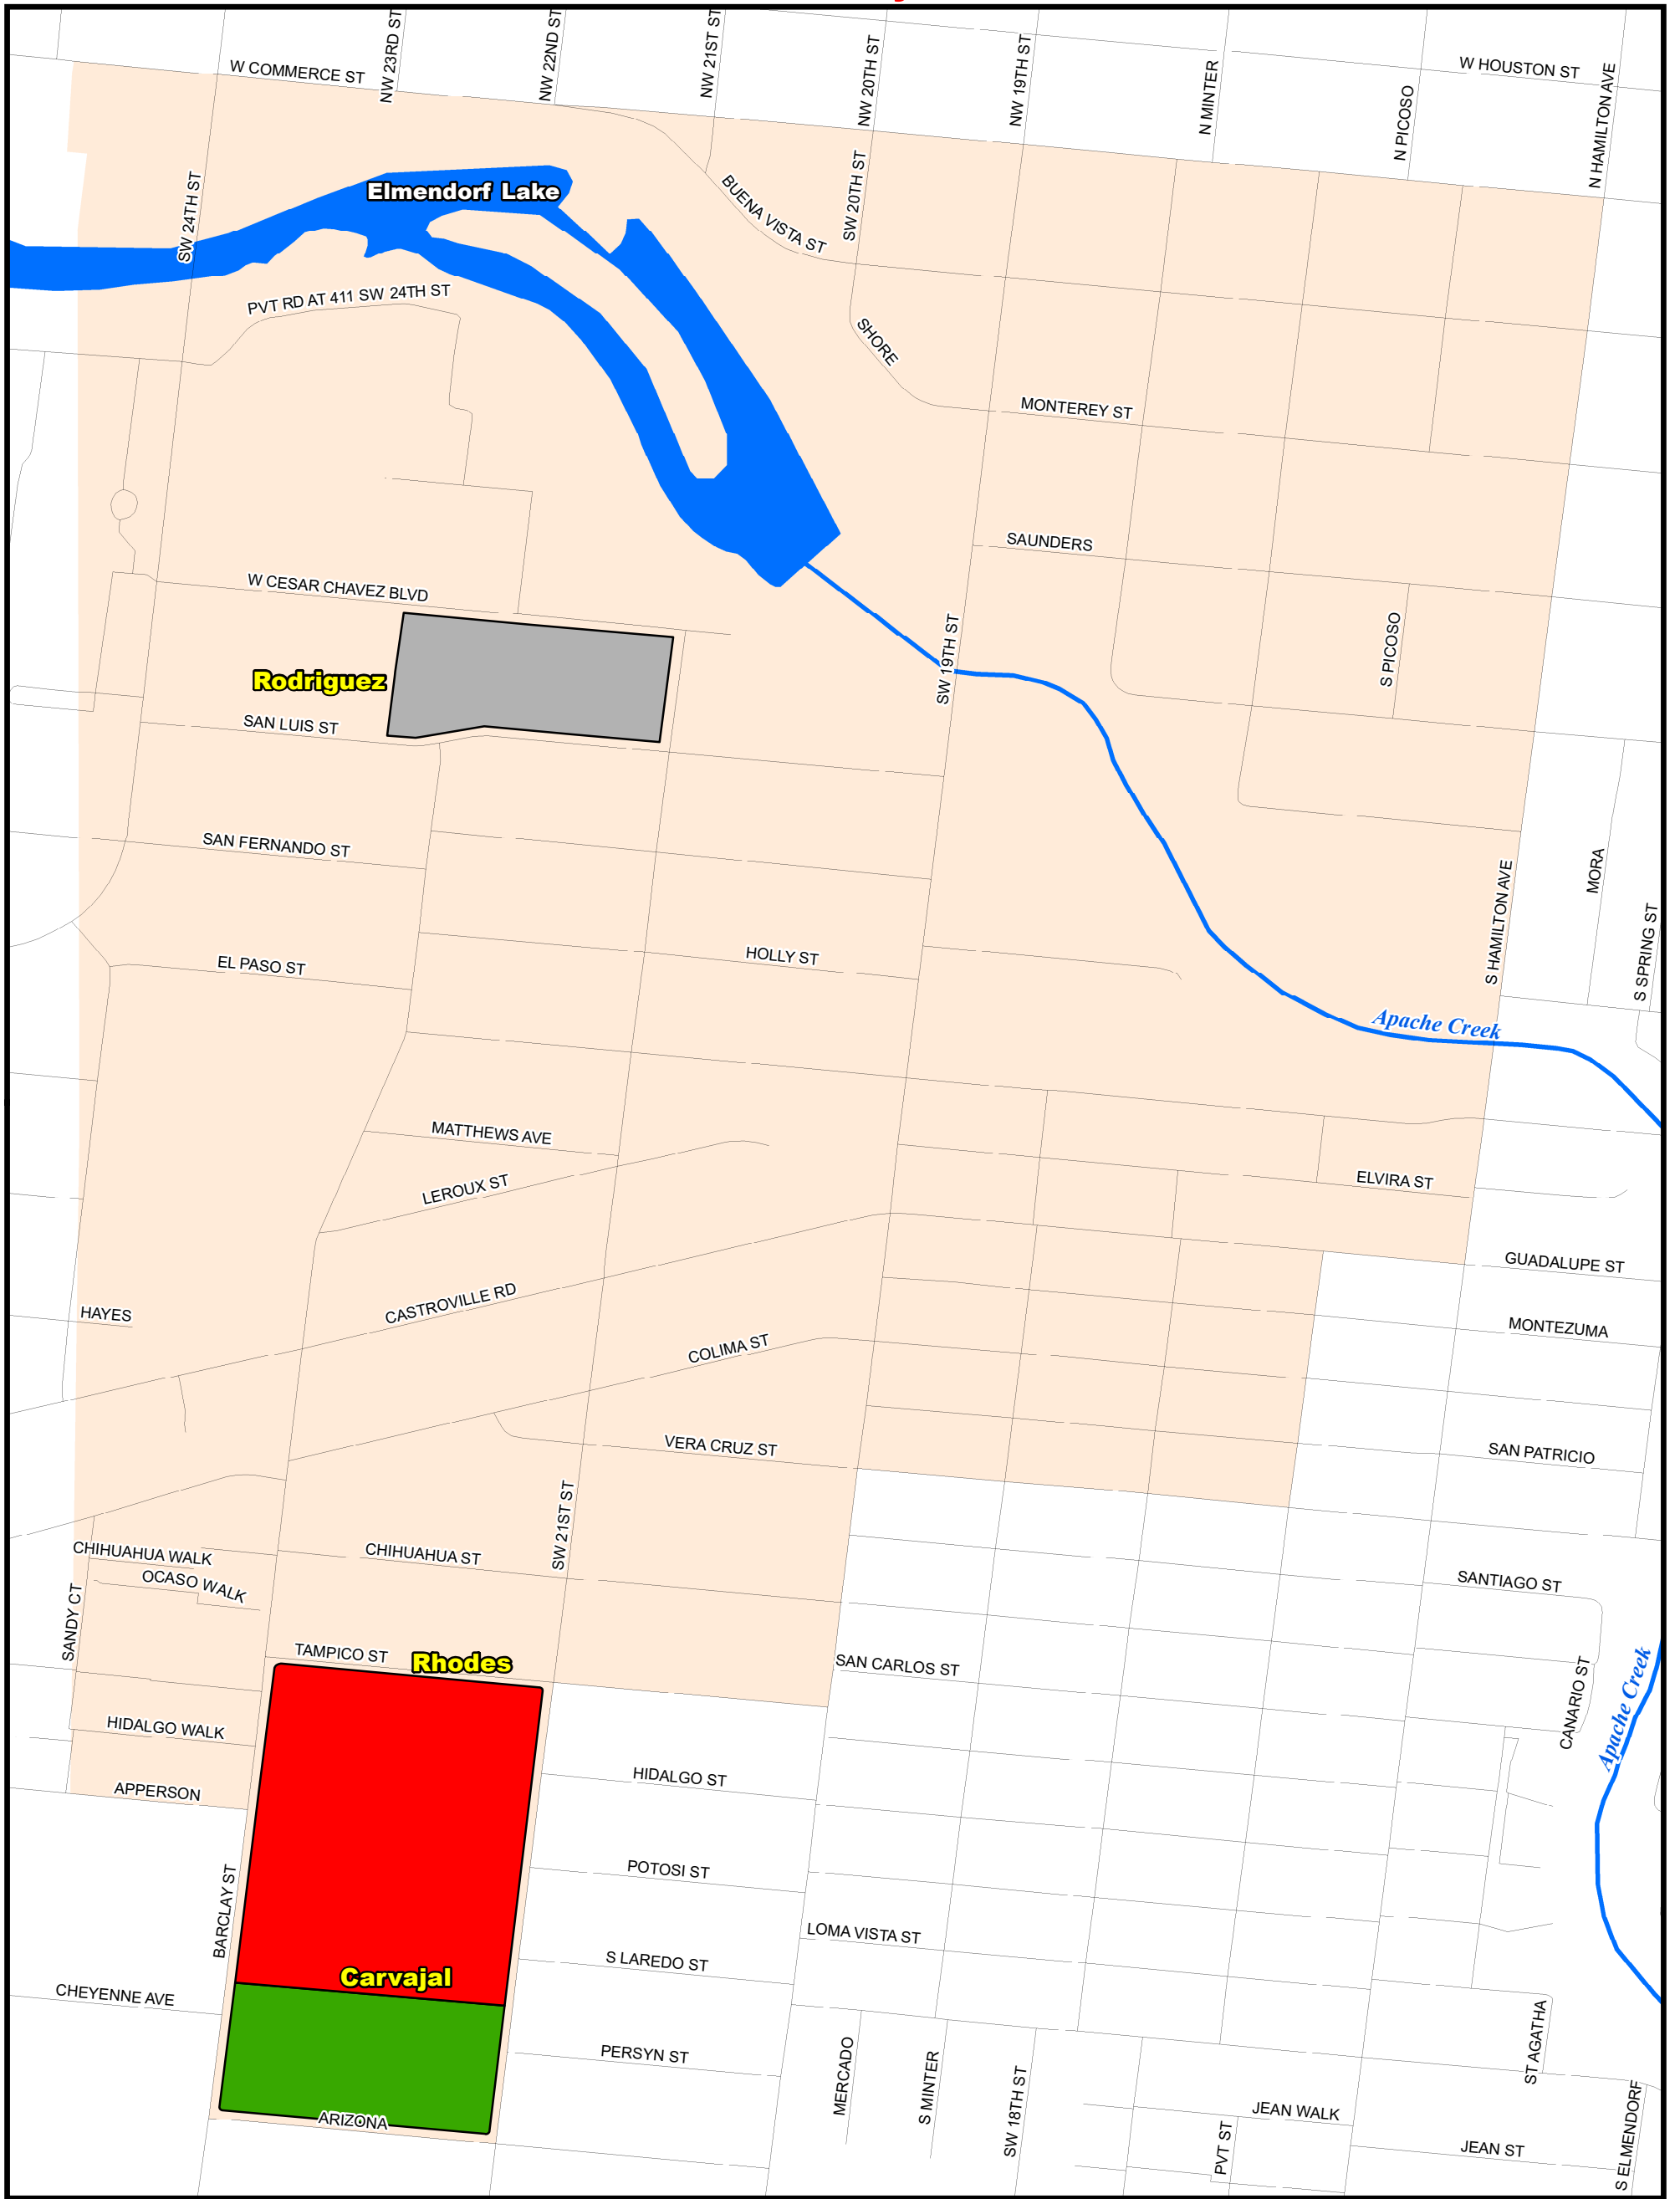 NW 23RD ST
NW 22ND ST
NW 21ST ST
NW 20TH ST
NW 19TH ST
N MINTER
N PICOSO
N HAMILTON AVE
W HOUSTON ST
W COMMERCE ST
SW 24TH ST
Elmendorf Lake
BUENA VISTA ST
SW 20TH ST
PVT RD AT 411 SW 24TH ST
SHORE
MONTEREY ST
SAUNDERS
W CESAR CHAVEZ BLVD
SW 19TH ST
S PICOSO
Rodriguez
SAN LUIS ST
SAN FERNANDO ST
MORA
S HAMILTON AVE
S SPRING ST
EL PASO ST
HOLLY ST
Apache Creek
MATTHEWS AVE
LEROUX ST
ELVIRA ST
GUADALUPE ST
HAYES
CASTROVILLE RD
MONTEZUMA
COLIMA ST
VERA CRUZ ST
SAN PATRICIO
SW 21ST ST
CHIHUAHUA WALK
CHIHUAHUA ST
OCASO WALK
SANTIAGO ST
SANDY CT
TAMPICO ST
Rhodes
SAN CARLOS ST
CANARIO ST
Apache Creek
HIDALGO WALK
HIDALGO ST
APPERSON
POTOSI ST
BARCLAY ST
LOMA VISTA ST
S LAREDO ST
Carvajal
CHEYENNE AVE
PERSYN ST
MERCADO
S MINTER
SW 18TH ST
ST AGATHA
JEAN WALK
PVT ST
JEAN ST
S ELMENDORF
ARIZONA